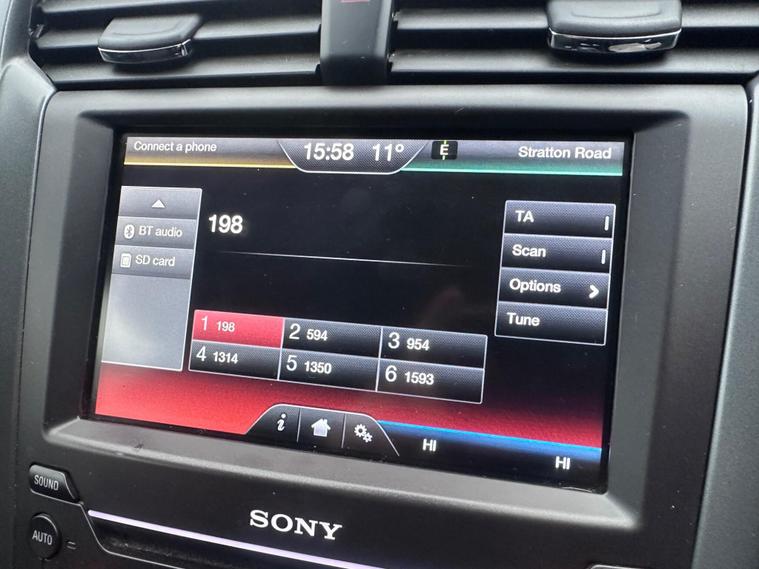 Connect a phone
15:58 11°
E
Stratton Road
BT audio
SD card
198
TA
Scan
Options
Tune
1 198
2 594
3 954
4 1314
5 1350
6 1593
i
HI
HI
SOUND
SONY
AUTO